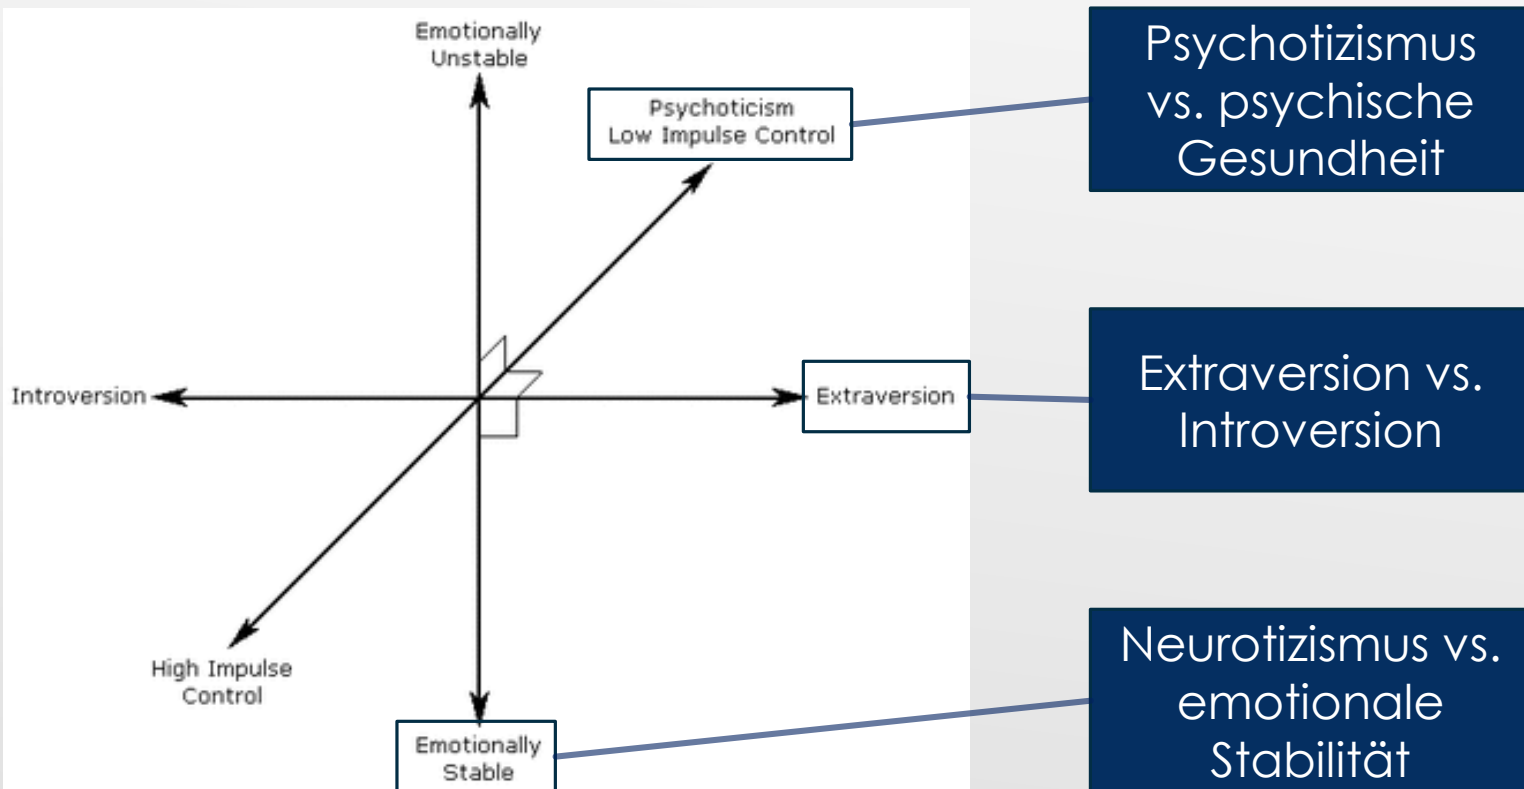 Emotionally
Unstable
Psychoticism
Low Impulse Control
Introversion
Extraversion
High Impulse
Control
Emotionally
Stable
Psychotizismus
vs. psychische
Gesundheit
Extraversion vs.
Introversion
Neurotizismus vs.
emotionale
Stabilität